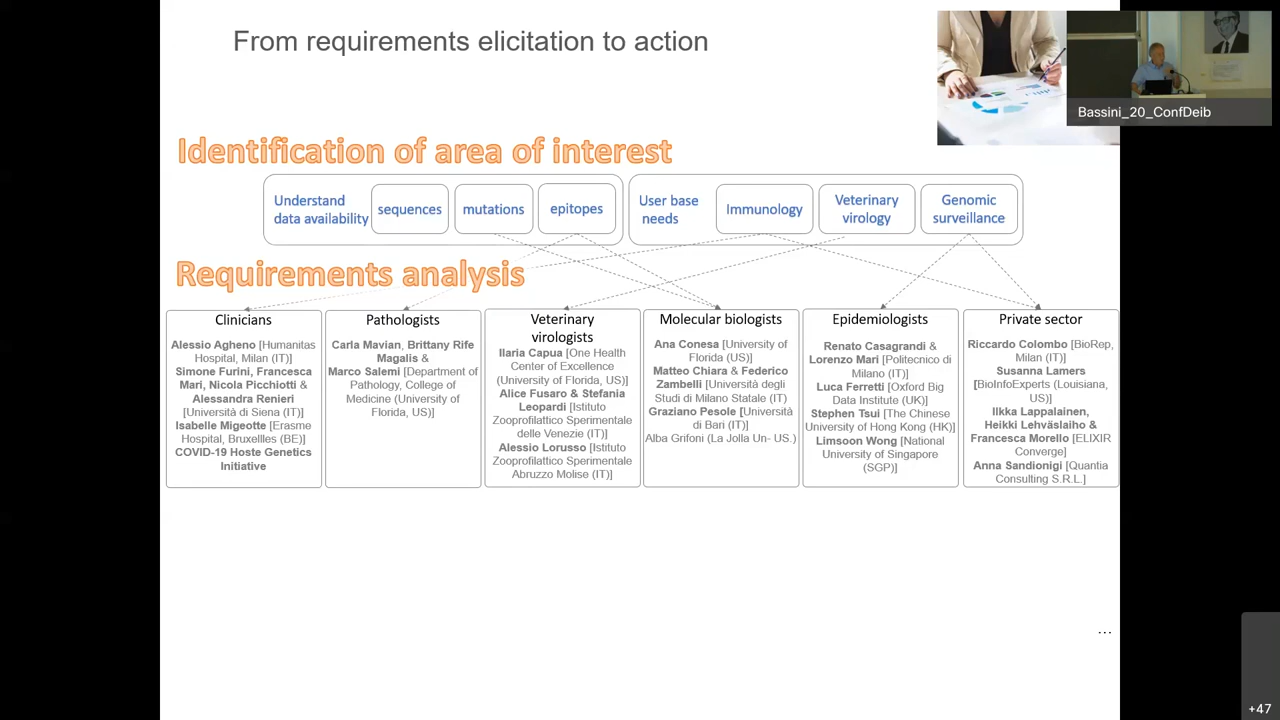 From requirements elicitation to action
Bassini_20_ConfDeib
Identification of area of interest
Understand
data availability
sequences
mutations
epitopes
User base
needs
Immunology
Veterinary
virology
Genomic
surveillance
Requirements analysis
Clinicians
Alessio Agheno [Humanitas
Hospital, Milan (IT)]
Simone Furini, Francesca
Mari, Nicola Picchiotti &
Alessandra Renieri
[Università di Siena (IT)]
Isabelle Migeotte [Erasme
Hospital, Bruxellles (BE)]
COVID-19 Hoste Genetics
Initiative
Pathologists
Carla Mavian, Brittany Rife
Magalis &
Marco Salemi [Department of
Pathology, College of
Medicine (University of
Florida, US)]
Veterinary
virologists
Ilaria Capua [One Health
Center of Excellence
(University of Florida, US)]
Alice Fusaro & Stefania
Leopardi [Istituto
Zooprofilattico Sperimentale
delle Venezie (IT)]
Alessio Lorusso [Istituto
Zooprofilattico Sperimentale
Abruzzo Molise (IT)]
Molecular biologists
Ana Conesa [University of
Florida (US)]
Matteo Chiara & Federico
Zambelli [Università degli
Studi di Milano Statale (IT)
Graziano Pesole [Università
di Bari (IT)]
Alba Grifoni (La Jolla Un- US.)
Epidemiologists
Renato Casagrandi &
Lorenzo Mari [Politecnico di
Milano (IT)]
Luca Ferretti [Oxford Big
Data Institute (UK)]
Stephen Tsui [The Chinese
University of Hong Kong (HK)]
Limsoon Wong [National
University of Singapore
(SGP)]
Private sector
Riccardo Colombo [BioRep,
Milan (IT)]
Susanna Lamers
[BioInfoExperts (Louisiana,
US)]
Ilkka Lappalainen,
Heikki Lehväslaiho &
Francesca Morello [ELIXIR
Converge]
Anna Sandionigi [Quantia
Consulting S.R.L.]
...
+47